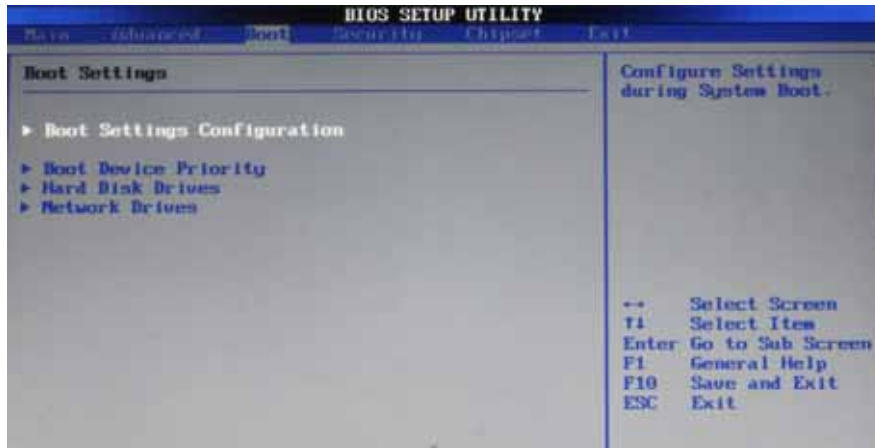 BIOS SETUP UTILITY
Main Advanced Boot Security Chipset Exit
Boot Settings
Configure Settings
during System Boot.
► Boot Settings Configuration
► Boot Device Priority
► Hard Disk Drives
► Network Drives
←→ Select Screen
↑↓ Select Item
Enter Go to Sub Screen
F1 General Help
F10 Save and Exit
ESC Exit